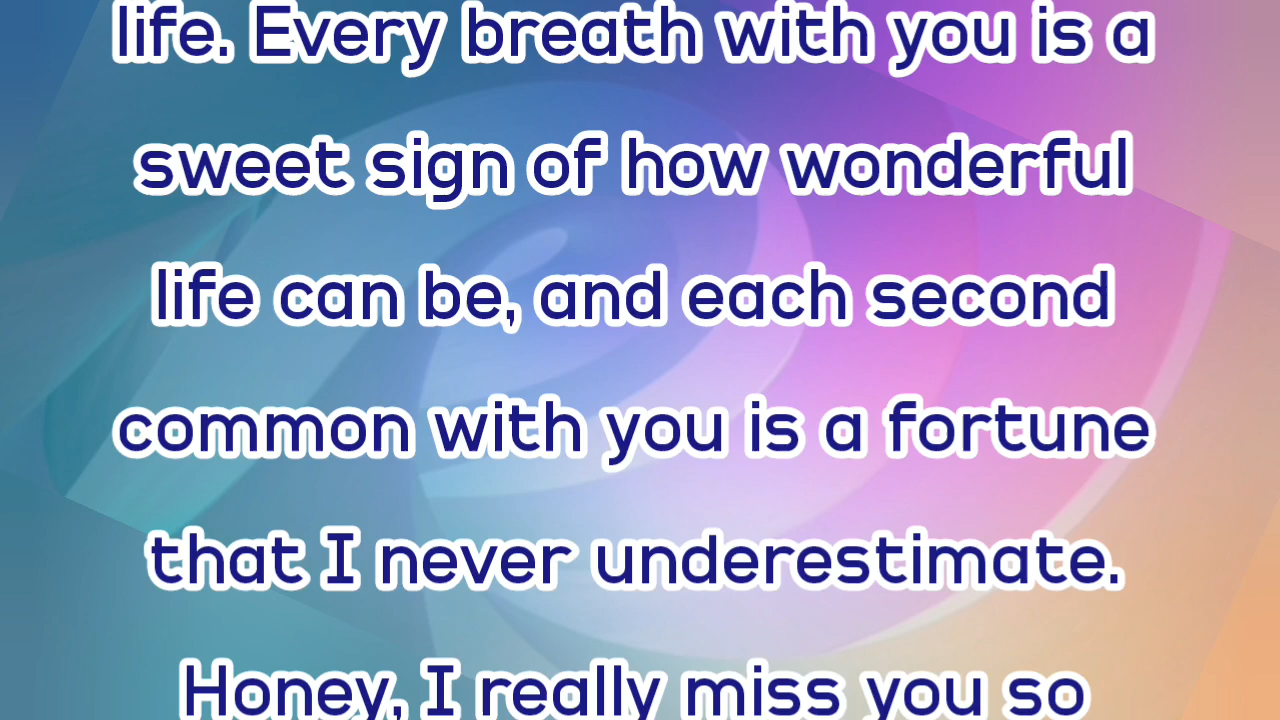 life. Every breath with you is a
sweet sign of how wonderful
life can be, and each second
common with you is a fortune
that I never underestimate.
Honey, I really miss you so